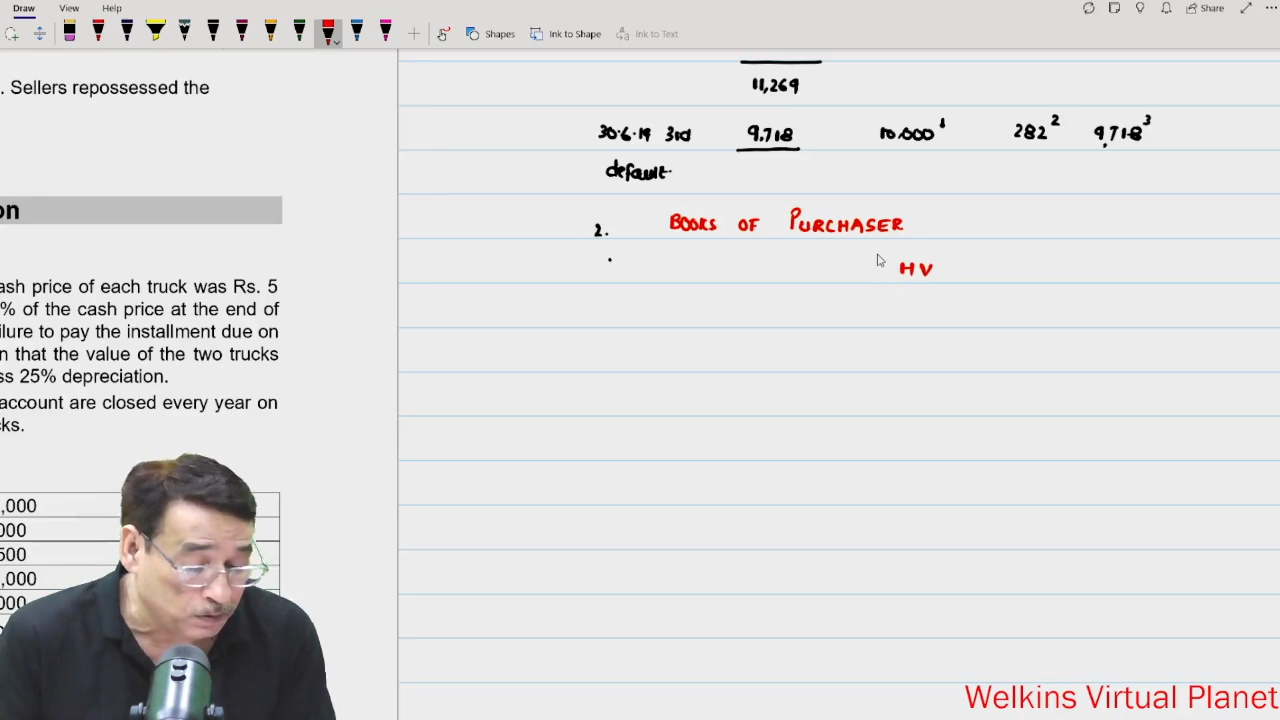 Draw View Help
Share
Shapes Ink to Shape Ink to Text
. Sellers repossessed the
on
ash price of each truck was Rs. 5
% of the cash price at the end of
ilure to pay the installment due on
n that the value of the two trucks
ss 25% depreciation.
account are closed every year on
cks.
,000
000
500
,000
000
11,269
30.6.19 3rd 9,718 10.000¹ 282² 9,718³
default
2. BOOKS OF PURCHASER
HV
Welkins Virtual Planet